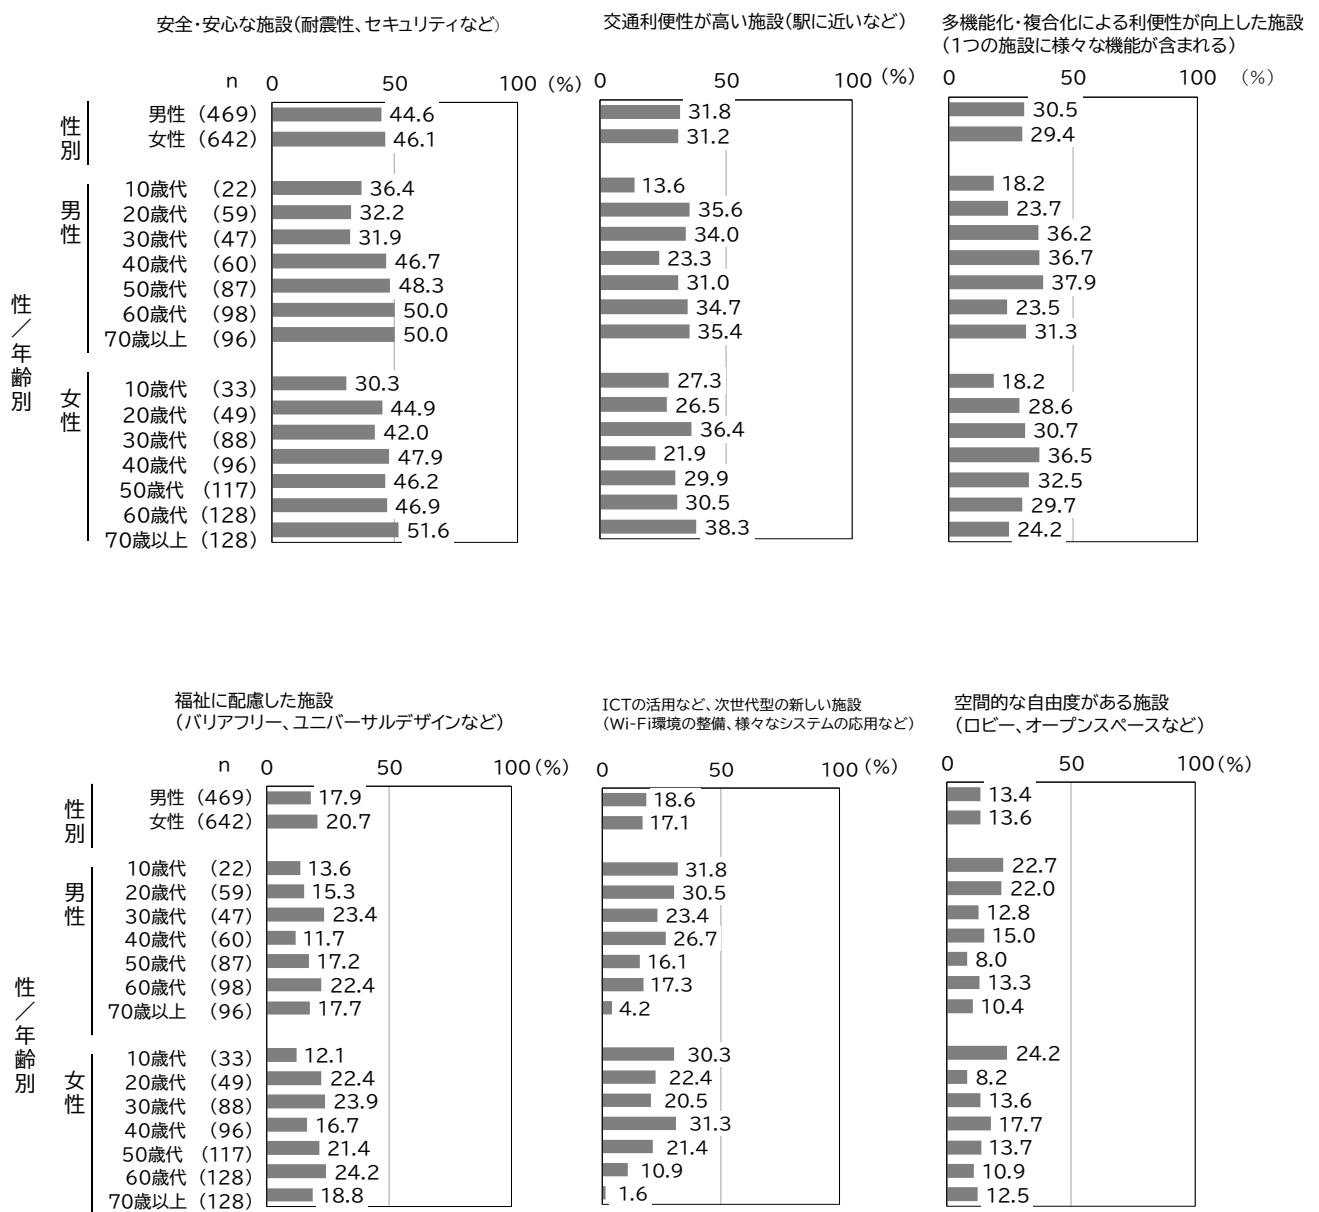 安全・安心な施設(耐震性、セキュリティなど)
交通利便性が高い施設(駅に近いなど)
多機能化・複合化による利便性が向上した施設
(1つの施設に様々な機能が含まれる)
n 0 50 100 (%)
0 50 100 (%)
0 50 100 (%)
性別
男性 (469) 44.6 31.8 30.5
女性 (642) 46.1 31.2 29.4
性/年齢別
男性
10歳代 (22) 36.4 13.6 18.2
20歳代 (59) 32.2 35.6 23.7
30歳代 (47) 31.9 34.0 36.2
40歳代 (60) 46.7 23.3 36.7
50歳代 (87) 48.3 31.0 37.9
60歳代 (98) 50.0 34.7 23.5
70歳以上 (96) 50.0 35.4 31.3
女性
10歳代 (33) 30.3 27.3 18.2
20歳代 (49) 44.9 26.5 28.6
30歳代 (88) 42.0 36.4 30.7
40歳代 (96) 47.9 21.9 36.5
50歳代 (117) 46.2 29.9 32.5
60歳代 (128) 46.9 30.5 29.7
70歳以上 (128) 51.6 38.3 24.2
福祉に配慮した施設
(バリアフリー、ユニバーサルデザインなど)
ICTの活用など、次世代型の新しい施設
(Wi-Fi環境の整備、様々なシステムの応用など)
空間的な自由度がある施設
(ロビー、オープンスペースなど)
n 0 50 100 (%)
0 50 100 (%)
0 50 100 (%)
性別
男性 (469) 17.9 18.6 13.4
女性 (642) 20.7 17.1 13.6
性/年齢別
男性
10歳代 (22) 13.6 31.8 22.7
20歳代 (59) 15.3 30.5 22.0
30歳代 (47) 23.4 23.4 12.8
40歳代 (60) 11.7 26.7 15.0
50歳代 (87) 17.2 16.1 8.0
60歳代 (98) 22.4 17.3 13.3
70歳以上 (96) 17.7 4.2 10.4
女性
10歳代 (33) 12.1 30.3 24.2
20歳代 (49) 22.4 22.4 8.2
30歳代 (88) 23.9 20.5 13.6
40歳代 (96) 16.7 31.3 17.7
50歳代 (117) 21.4 21.4 13.7
60歳代 (128) 24.2 10.9 10.9
70歳以上 (128) 18.8 1.6 12.5